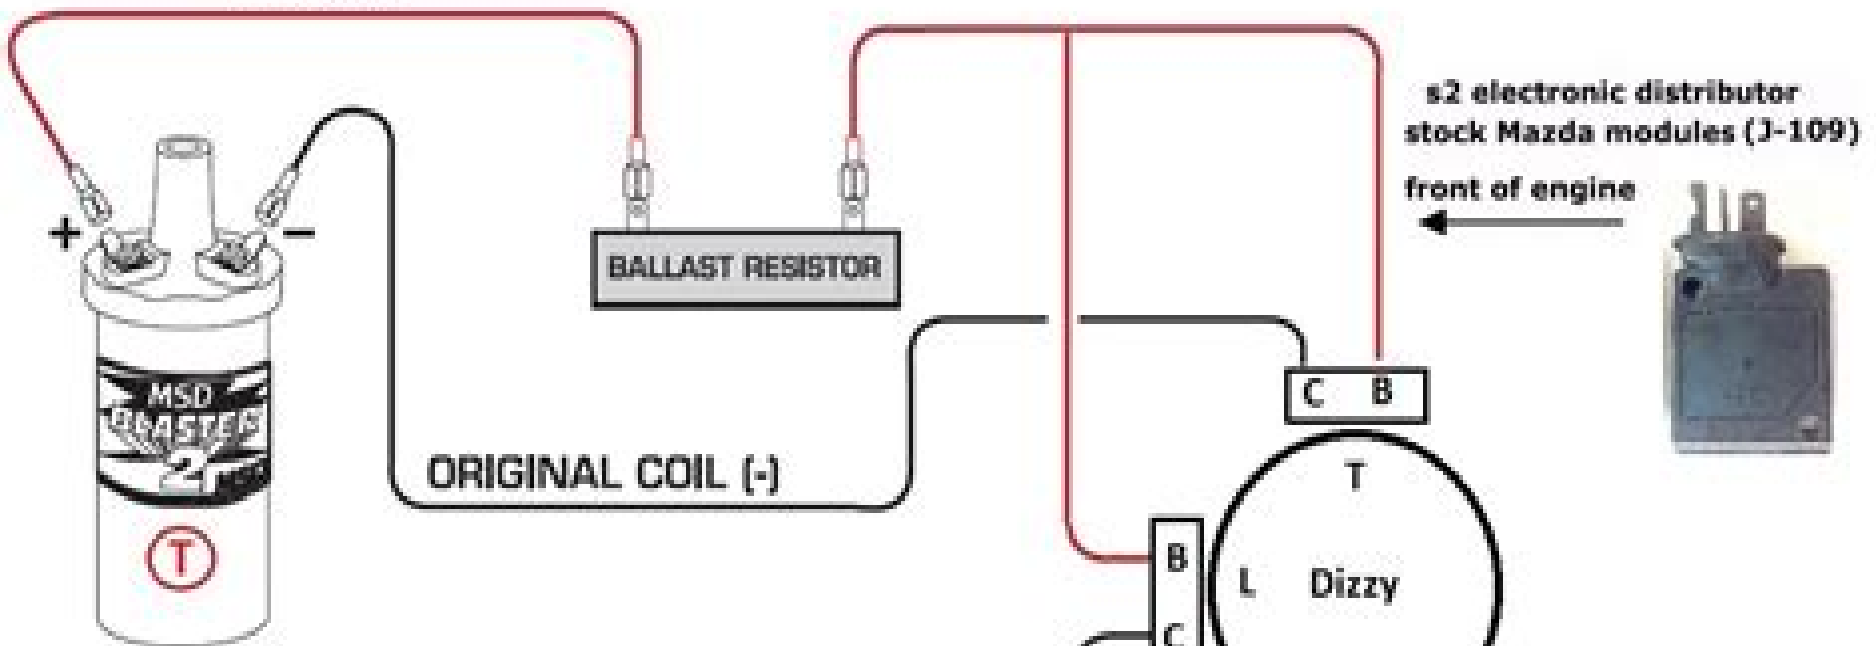 s2 electronic distributor
stock Mazda modules (J-109)
front of engine
+
−
BALLAST RESISTOR
C B
MSD
BLASTER
2
ORIGINAL COIL (-)
T
T
B
L Dizzy
C